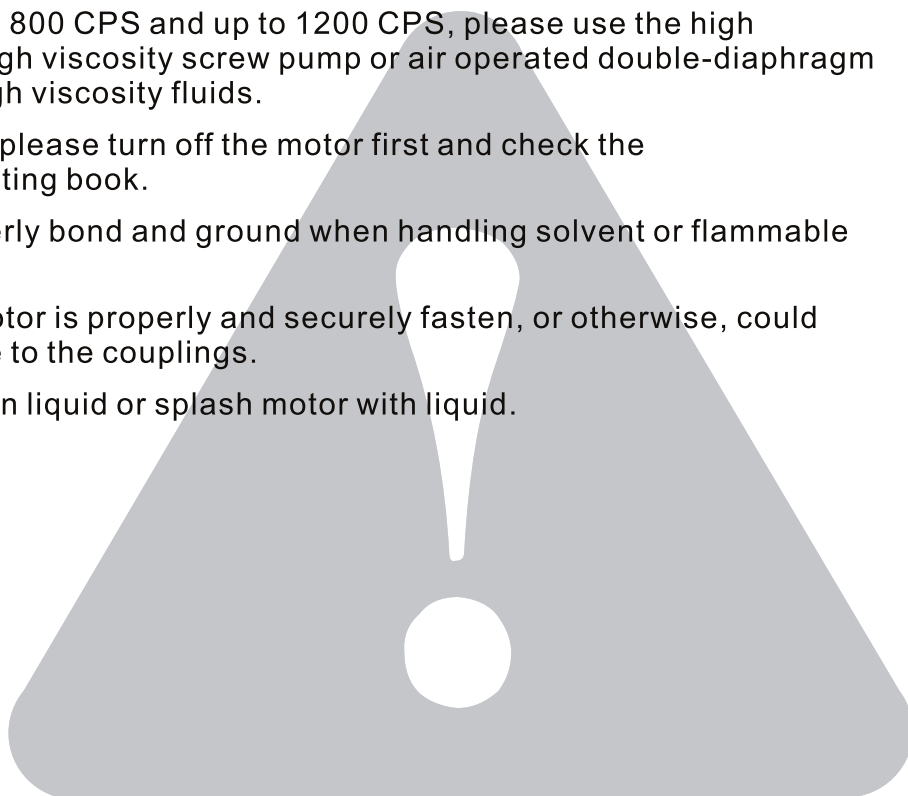 800 CPS and up to 1200 CPS, please use the high
gh viscosity screw pump or air operated double-diaphragm
gh viscosity fluids.
please turn off the motor first and check the
ting book.
erly bond and ground when handling solvent or flammable
otor is properly and securely fasten, or otherwise, could
e to the couplings.
n liquid or splash motor with liquid.